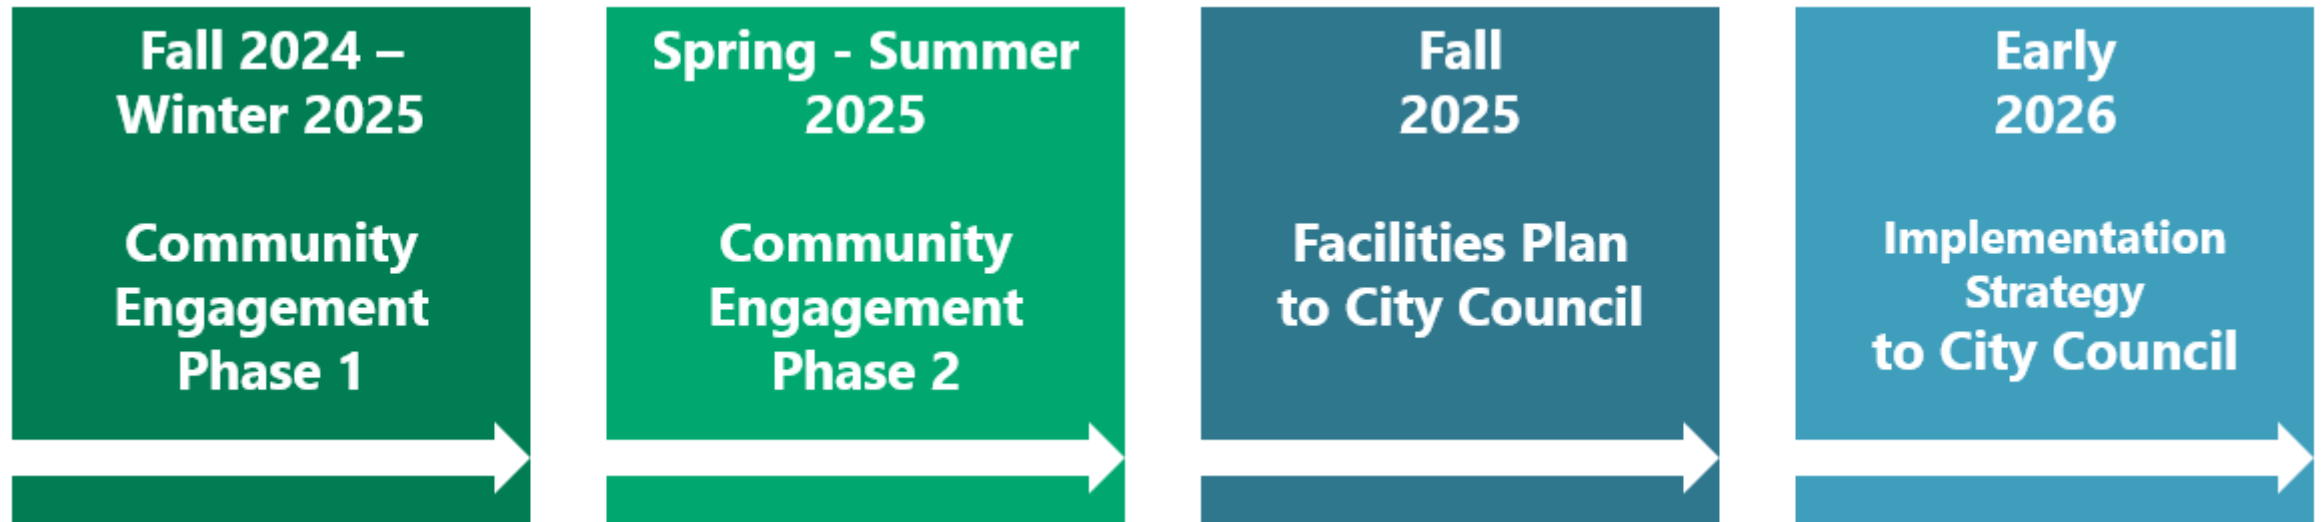 Fall 2024 –
Winter 2025
Community
Engagement
Phase 1
Spring - Summer
2025
Community
Engagement
Phase 2
Fall
2025
Facilities Plan
to City Council
Early
2026
Implementation
Strategy
to City Council